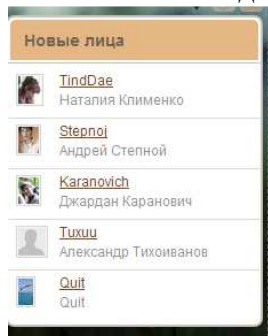 Новые лица
TindDae
Наталия Клименко
Stepnoj
Андрей Степной
Karanovich
Джардан Каранович
Tuxuu
Александр Тихоиванов
Quit
Quit